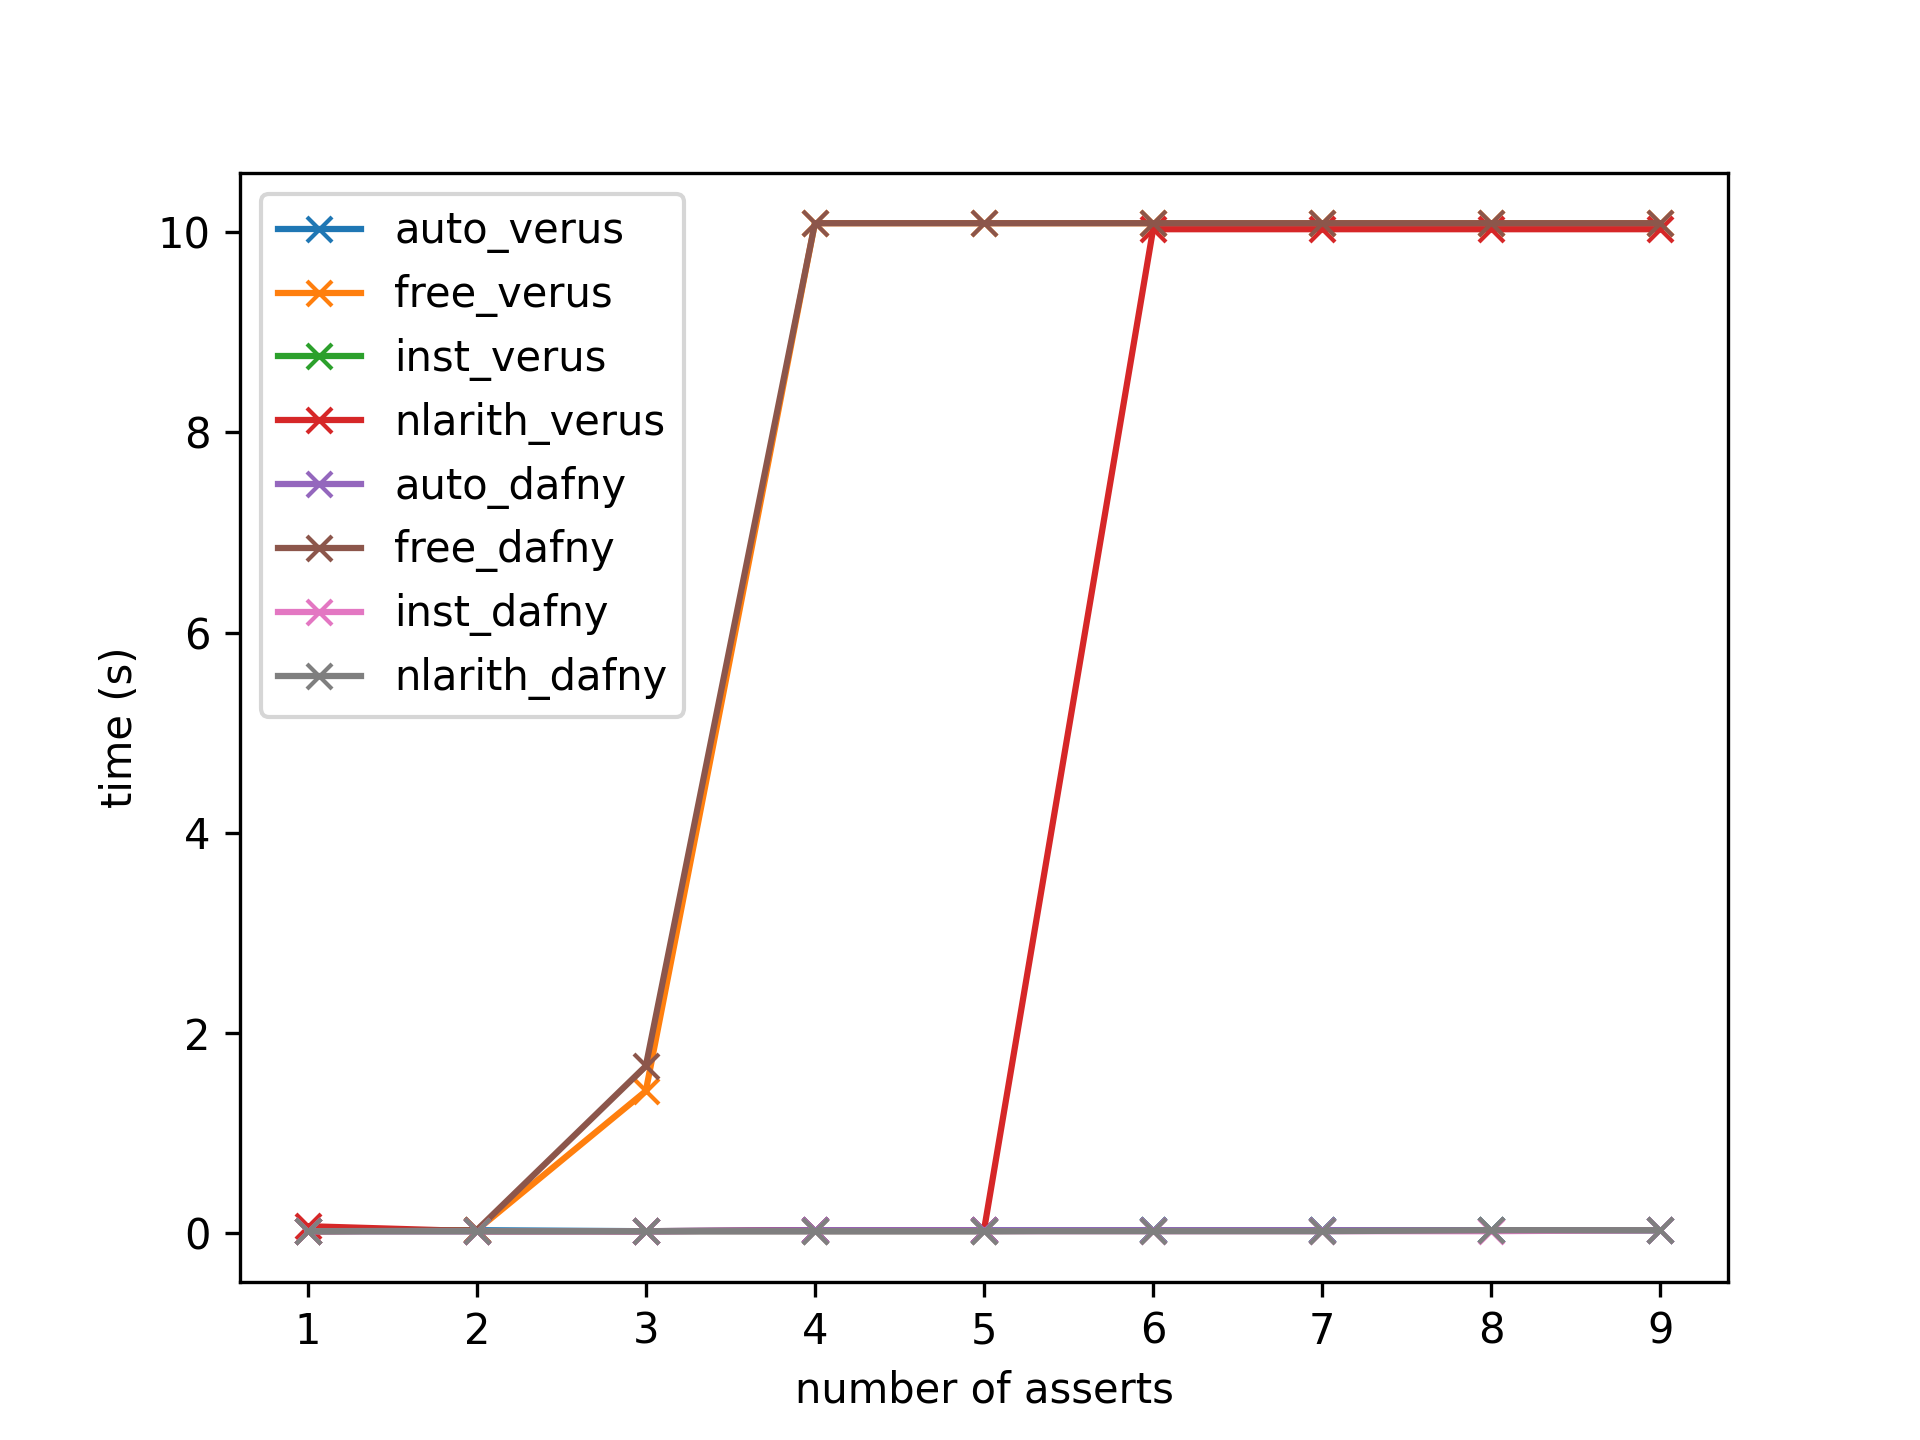 auto_verus
free_verus
inst_verus
nlarith_verus
auto_dafny
free_dafny
inst_dafny
nlarith_dafny
10
8
6
4
2
0
time (s)
1 2 3 4 5 6 7 8 9
number of asserts